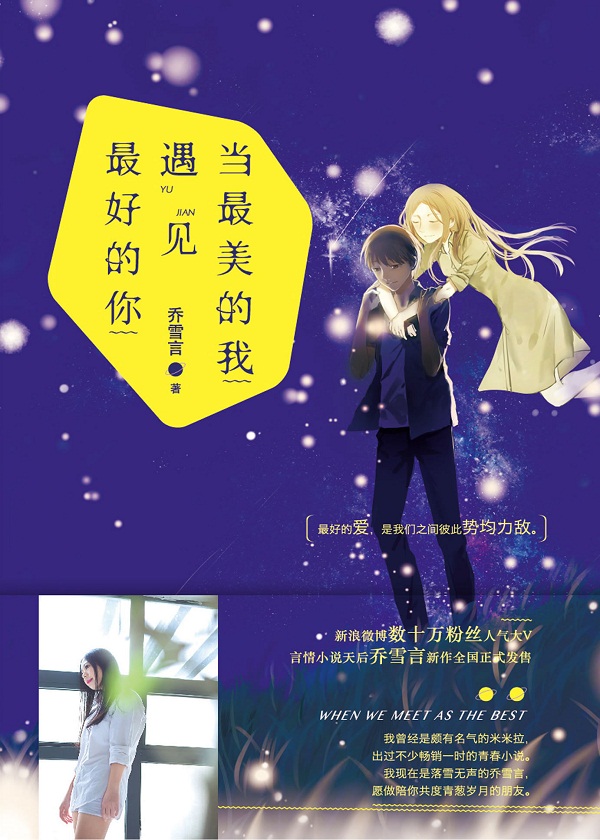 当最美的我
遇见
YU
JIAN
最好的你
乔雪言 著
最好的爱，是我们之间彼此势均力敌。
新浪微博数十万粉丝人气大V
言情小说天后乔雪言新作全国正式发售
WHEN WE MEET AS THE BEST
我曾经是颇有名气的米米拉，
出过不少畅销一时的青春小说。
我现在是落雪无声的乔雪言，
愿做陪你共度青葱岁月的朋友。